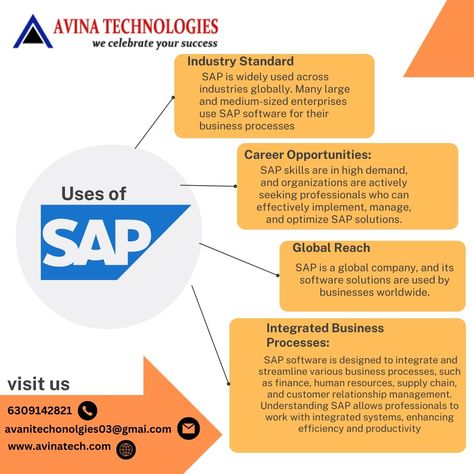 AVINA TECHNOLOGIES
we celebrate your success
Industry Standard
SAP is widely used across
industries globally. Many large
and medium-sized enterprises
use SAP software for their
business processes
Career Opportunities:
SAP skills are in high demand,
and organizations are actively
seeking professionals who can
effectively implement, manage,
and optimize SAP solutions.
Uses of
SAP
Global Reach
SAP is a global company, and its
software solutions are used by
businesses worldwide.
Integrated Business
Processes:
SAP software is designed to integrate and
streamline various business processes, such
as finance, human resources, supply chain,
and customer relationship management.
Understanding SAP allows professionals to
work with integrated systems, enhancing
efficiency and productivity
visit us
6309142821
avanitechonolgies03@gmai.com
www.avinatech.com